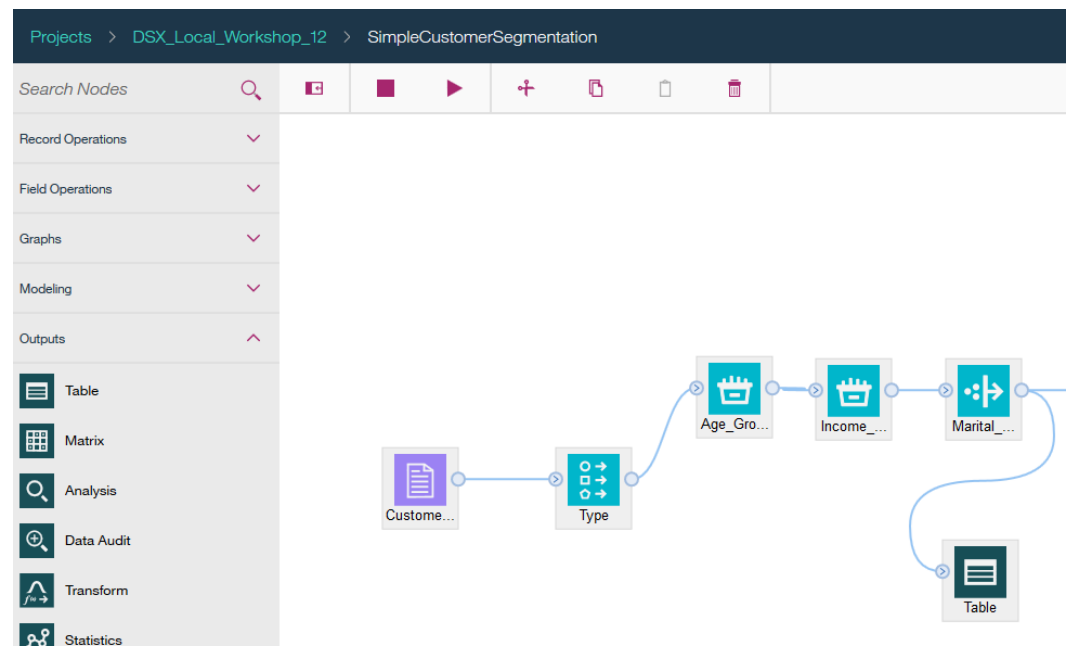 Projects > DSX_Local_Workshop_12 > SimpleCustomerSegmentation
Search Nodes
Record Operations
Field Operations
Graphs
Modeling
Outputs
Table
Matrix
Analysis
Data Audit
Transform
Statistics
Age_Gro...
Income_...
Marital_...
Custome...
Type
Table